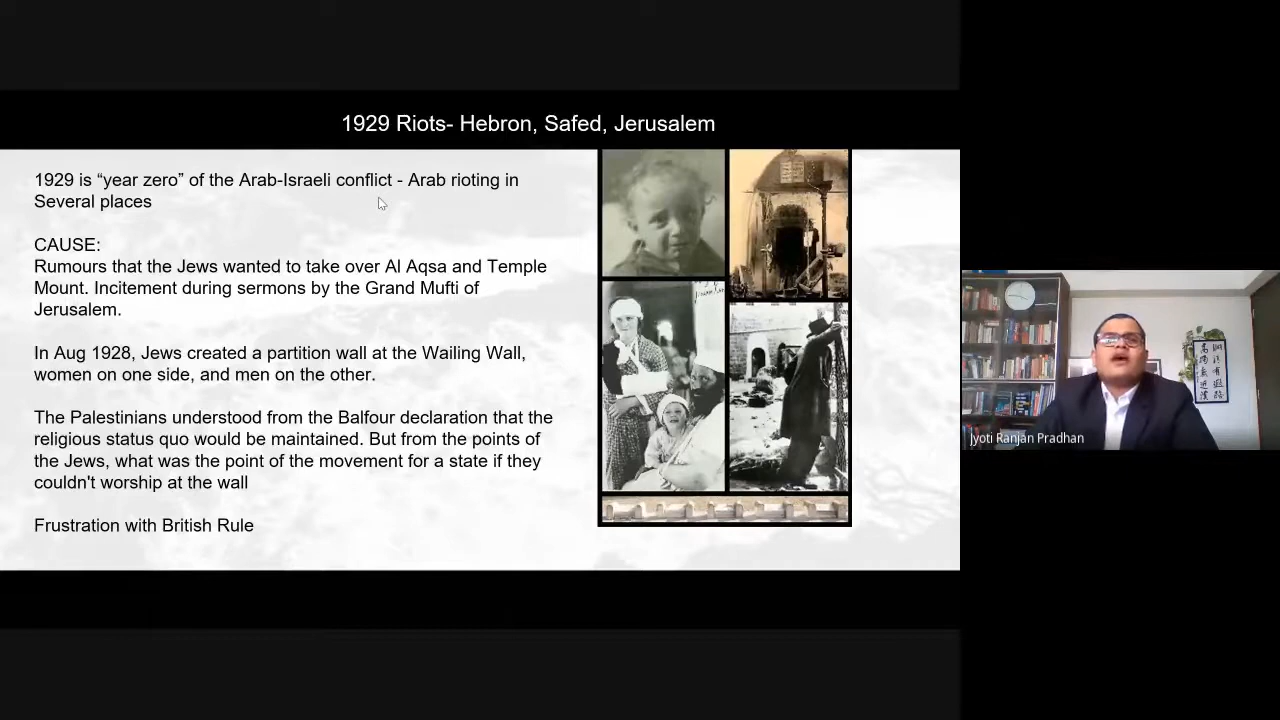 1929 Riots- Hebron, Safed, Jerusalem
1929 is “year zero” of the Arab-Israeli conflict - Arab rioting in
Several places
CAUSE:
Rumours that the Jews wanted to take over Al Aqsa and Temple
Mount. Incitement during sermons by the Grand Mufti of
Jerusalem.
In Aug 1928, Jews created a partition wall at the Wailing Wall,
women on one side, and men on the other.
The Palestinians understood from the Balfour declaration that the
religious status quo would be maintained. But from the points of
the Jews, what was the point of the movement for a state if they
couldn't worship at the wall
Frustration with British Rule
Jyoti Ranjan Pradhan